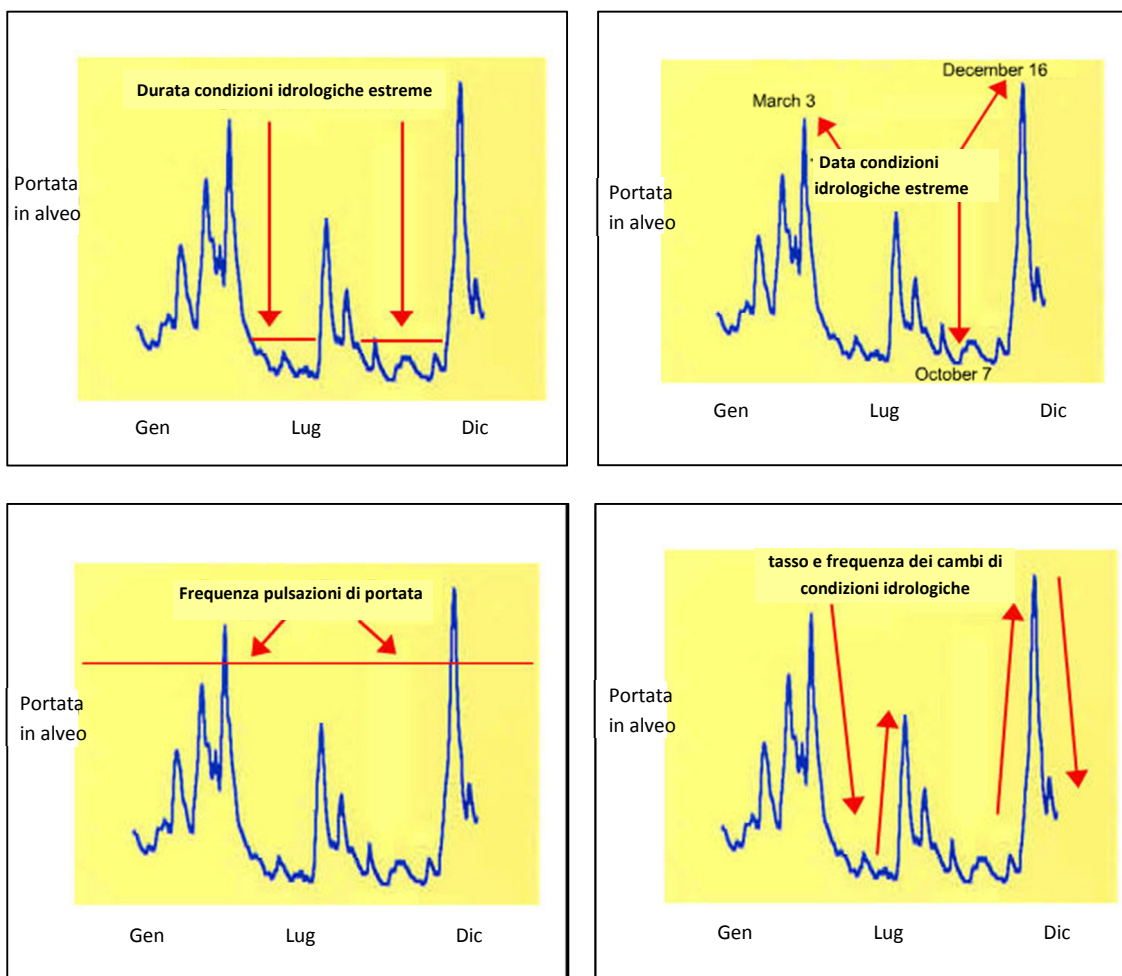 Durata condizioni idrologiche estreme
Portata
in alveo
Gen
Lug
Dic
December 16
March 3
Data condizioni
idrologiche estreme
Portata
in alveo
October 7
Gen
Lug
Dic
Frequenza pulsazioni di portata
Portata
in alveo
Gen
Lug
Dic
tasso e frequenza dei cambi di
condizioni idrologiche
Portata
in alveo
Gen
Lug
Dic